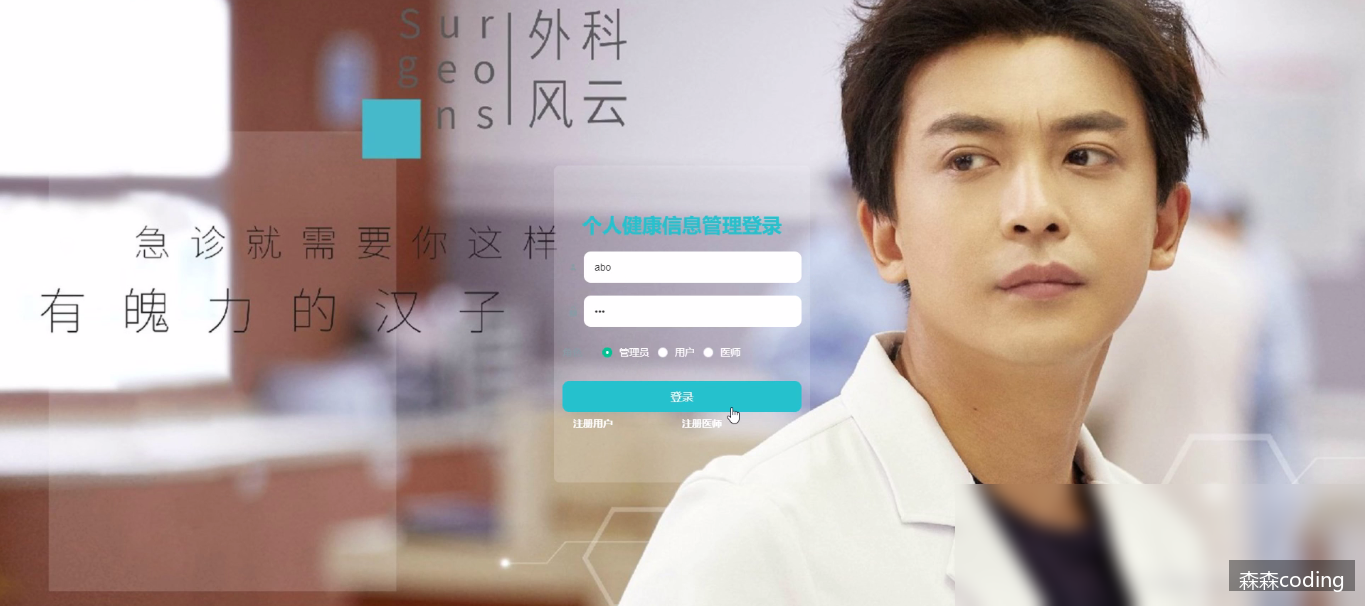 Sur
geo
ns
外科
风云
急诊就需要你这样
有魄力的汉子
个人健康信息管理登录
abo
•••
管理员 用户 医师
登录
注册用户 注册医师
森森coding